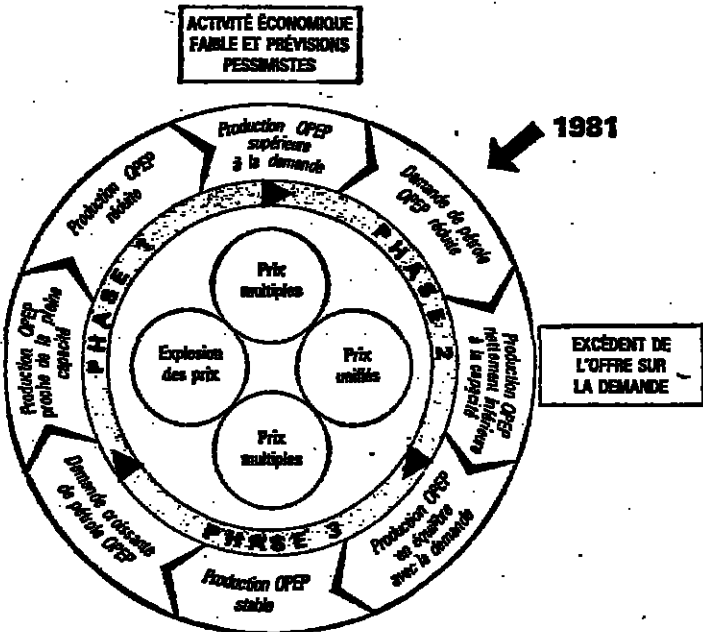 ACTIVITÉ ÉCONOMIQUE
FAIBLE ET PRÉVISIONS
PESSIMISTES
1981
Production OPEP
supérieure
à la demande
Demande de pétrole
OPEP réduite
Production OPEP
nettement inférieure
à la capacité
EXCÉDENT DE
L'OFFRE SUR
LA DEMANDE
Production OPEP
en équilibre
avec la demande
Production OPEP
stable
Demande croissante
de pétrole OPEP
Production OPEP
proche de la pleine
capacité
Production OPEP
réduite
PHASE
PHASE 2
PHASE 3
Prix
multiples
Prix
unifiés
Prix
multiples
Explosion
des prix